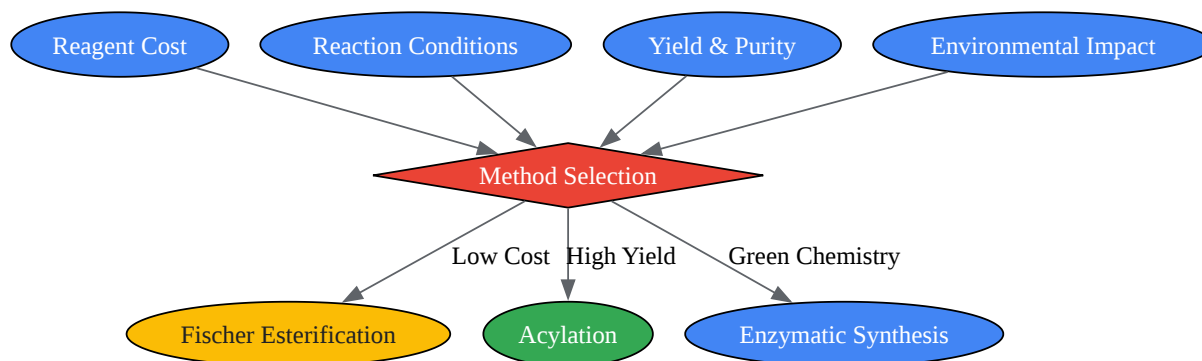 Reagent Cost
Reaction Conditions
Yield & Purity
Environmental Impact
Method Selection
Low Cost
High Yield
Green Chemistry
Fischer Esterification
Acylation
Enzymatic Synthesis